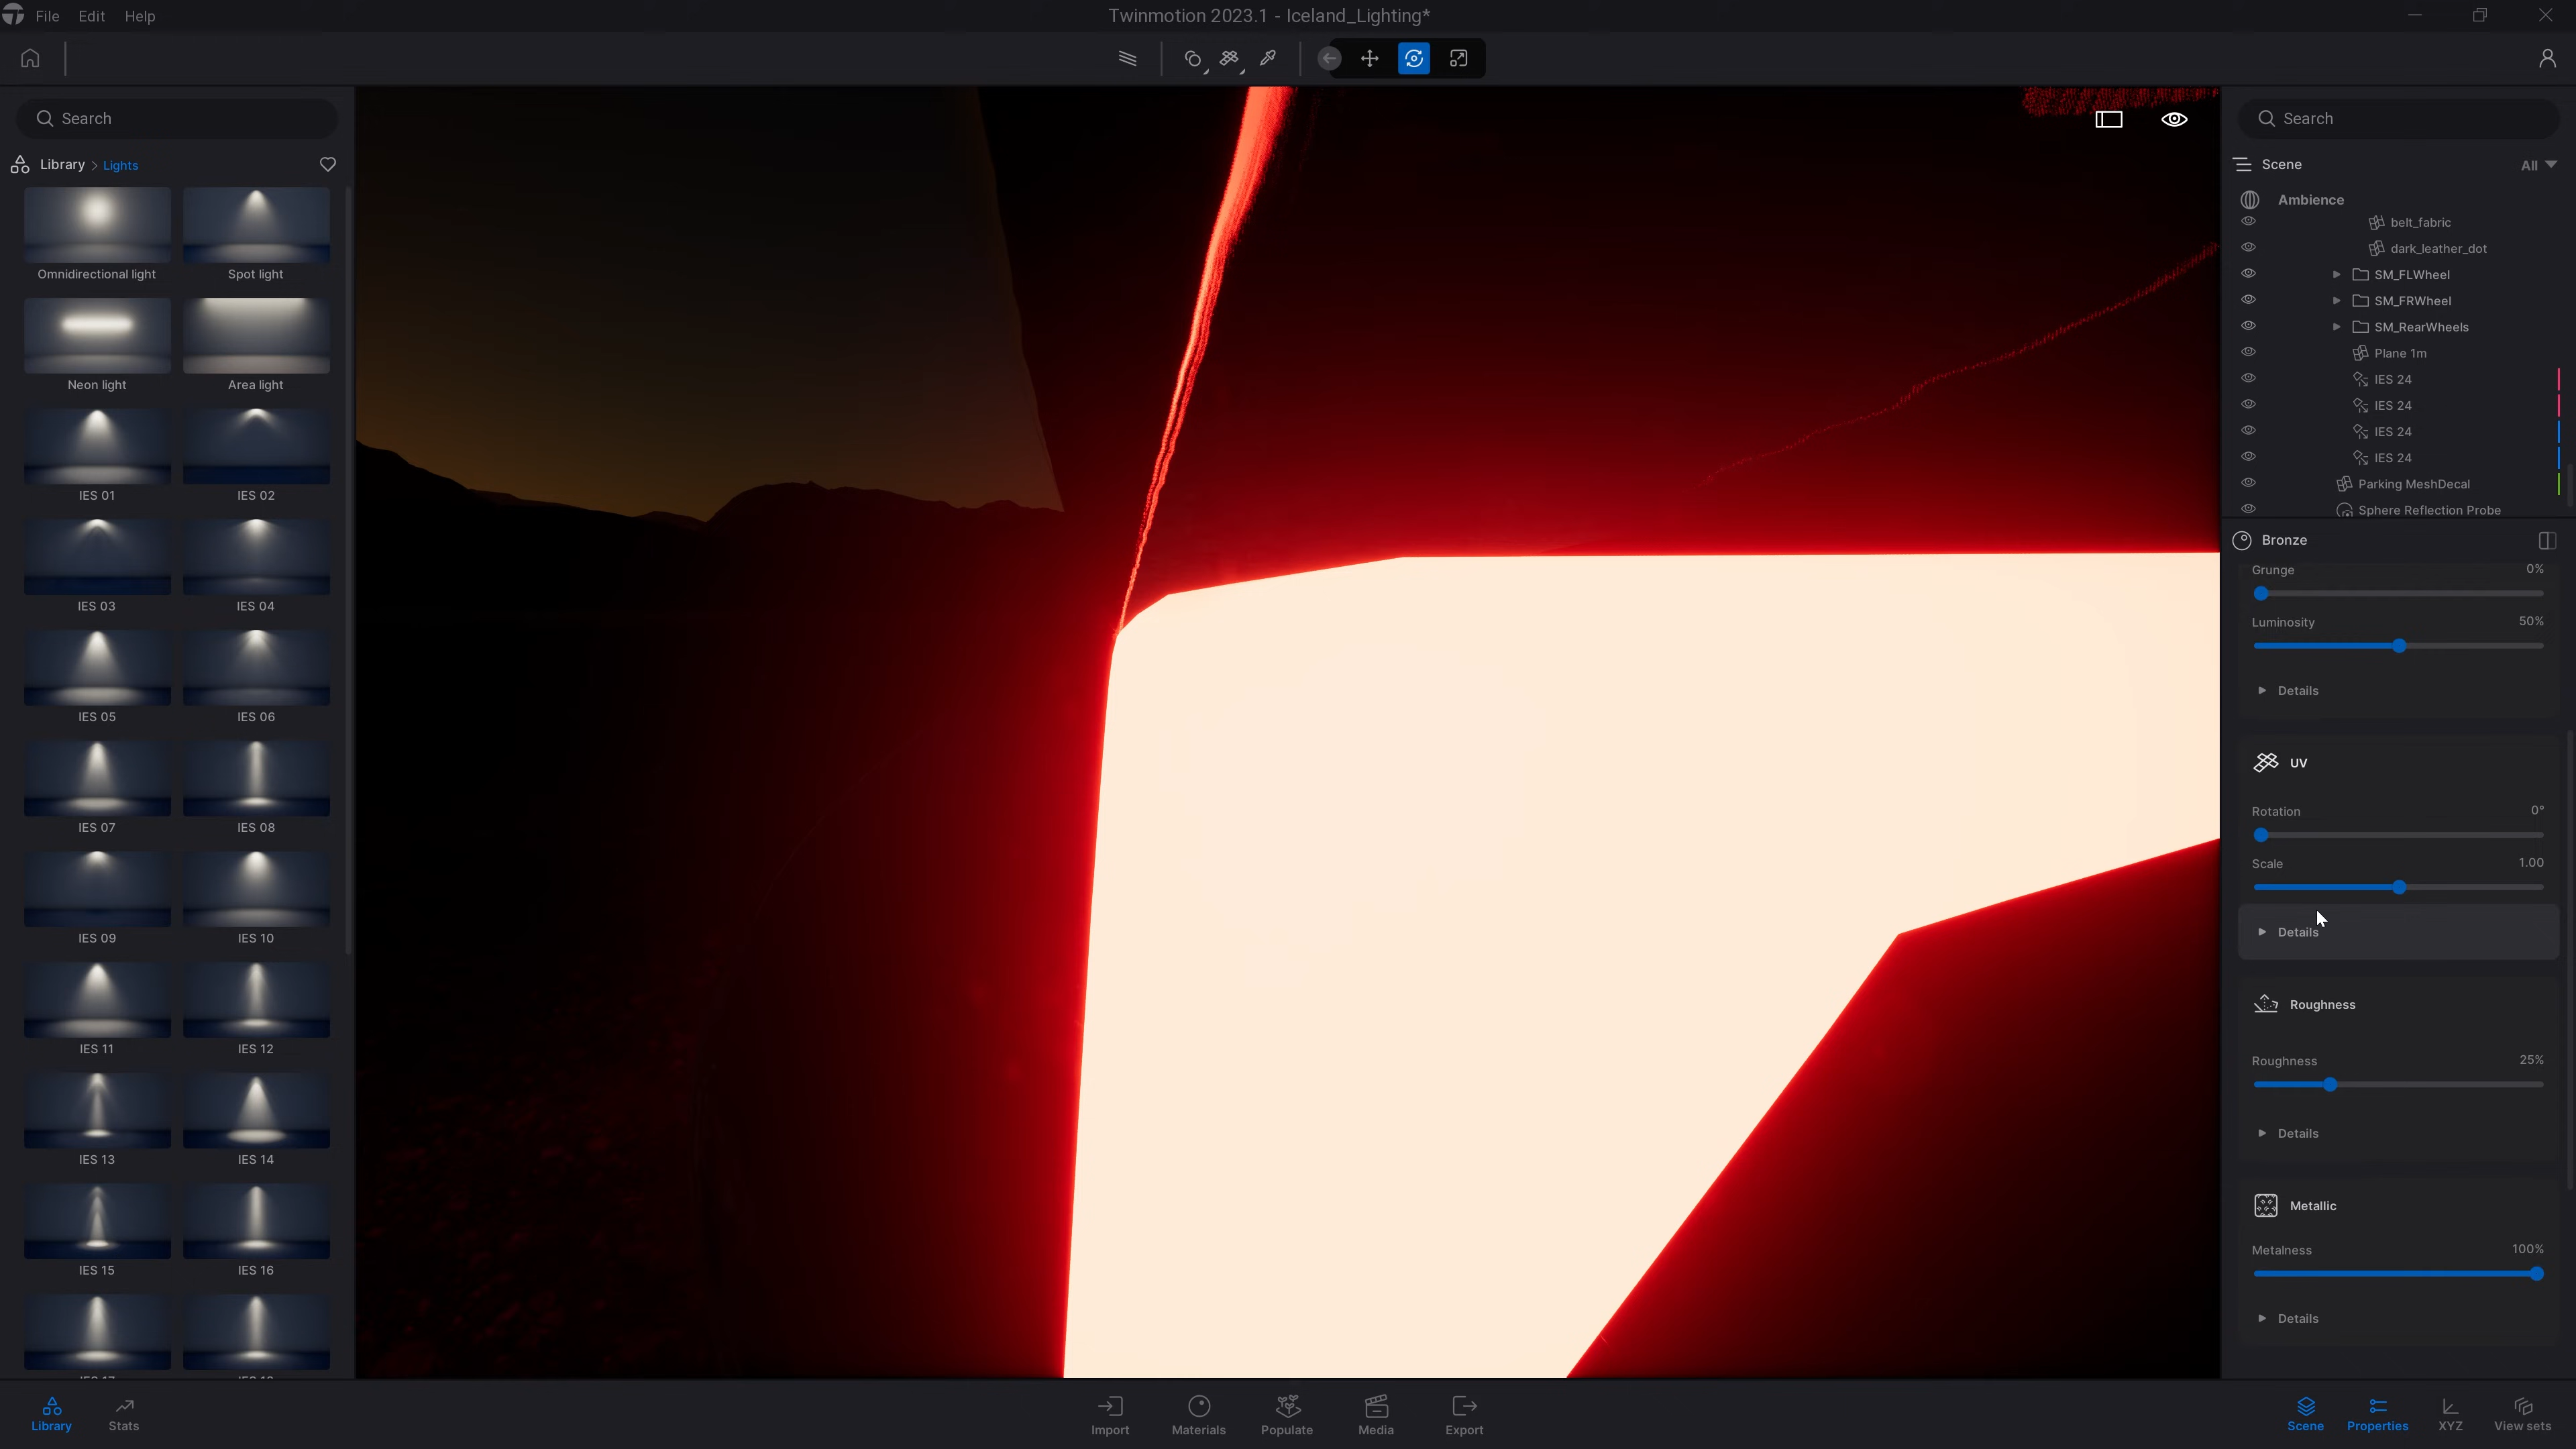 File Edit Help
Twinmotion 2023.1 - Iceland_Lighting*
Search
Library > Lights
Omnidirectional light
Spot light
Neon light
Area light
IES 01
IES 02
IES 03
IES 04
IES 05
IES 06
IES 07
IES 08
IES 09
IES 10
IES 11
IES 12
IES 13
IES 14
IES 15
IES 16
Search
Scene
All
Ambience
belt_fabric
dark_leather_dot
SM_FLWheel
SM_FRWheel
SM_RearWheels
Plane 1m
IES 24
IES 24
IES 24
IES 24
Parking MeshDecal
Sphere Reflection Probe
Bronze
Grunge 0%
Luminosity 50%
Details
UV
Rotation 0°
Scale 1.00
Details
Roughness
Roughness 25%
Details
Metallic
Metalness 100%
Details
Library
Stats
Import
Materials
Populate
Media
Export
Scene
Properties
XYZ
View sets